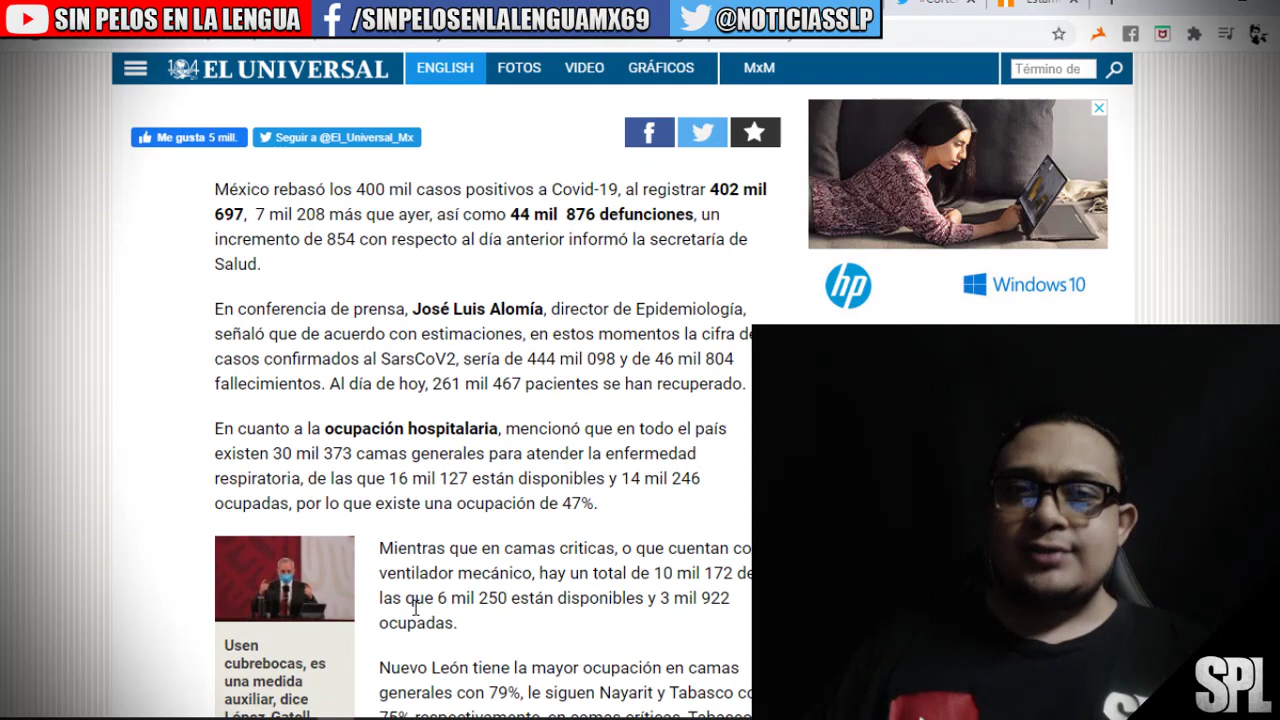 SIN PELOS EN LA LENGUA
/SINPELOSENLALENGUAMX69
@NOTICIASSLP
EL UNIVERSAL
ENGLISH
FOTOS
VIDEO
GRÁFICOS
MxM
Término de
Me gusta 5 mill.
Seguir a @El_Universal_Mx
México rebasó los 400 mil casos positivos a Covid-19, al registrar 402 mil
697, 7 mil 208 más que ayer, así como 44 mil 876 defunciones, un
incremento de 854 con respecto al día anterior informó la secretaría de
Salud.
hp
Windows10
En conferencia de prensa, José Luis Alomía, director de Epidemiología,
señaló que de acuerdo con estimaciones, en estos momentos la cifra de
casos confirmados al SarsCoV2, sería de 444 mil 098 y de 46 mil 804
fallecimientos. Al día de hoy, 261 mil 467 pacientes se han recuperado.
En cuanto a la ocupación hospitalaria, mencionó que en todo el país
existen 30 mil 373 camas generales para atender la enfermedad
respiratoria, de las que 16 mil 127 están disponibles y 14 mil 246
ocupadas, por lo que existe una ocupación de 47%.
Mientras que en camas criticas, o que cuentan co
ventilador mecánico, hay un total de 10 mil 172 de
las que 6 mil 250 están disponibles y 3 mil 922
ocupadas.
Usen
cubrebocas, es
una medida
auxiliar, dice
López-Gatell
Nuevo León tiene la mayor ocupación en camas
generales con 79%, le siguen Nayarit y Tabasco co
75% respectivamente, en camas críticas, Tabasco
SPL